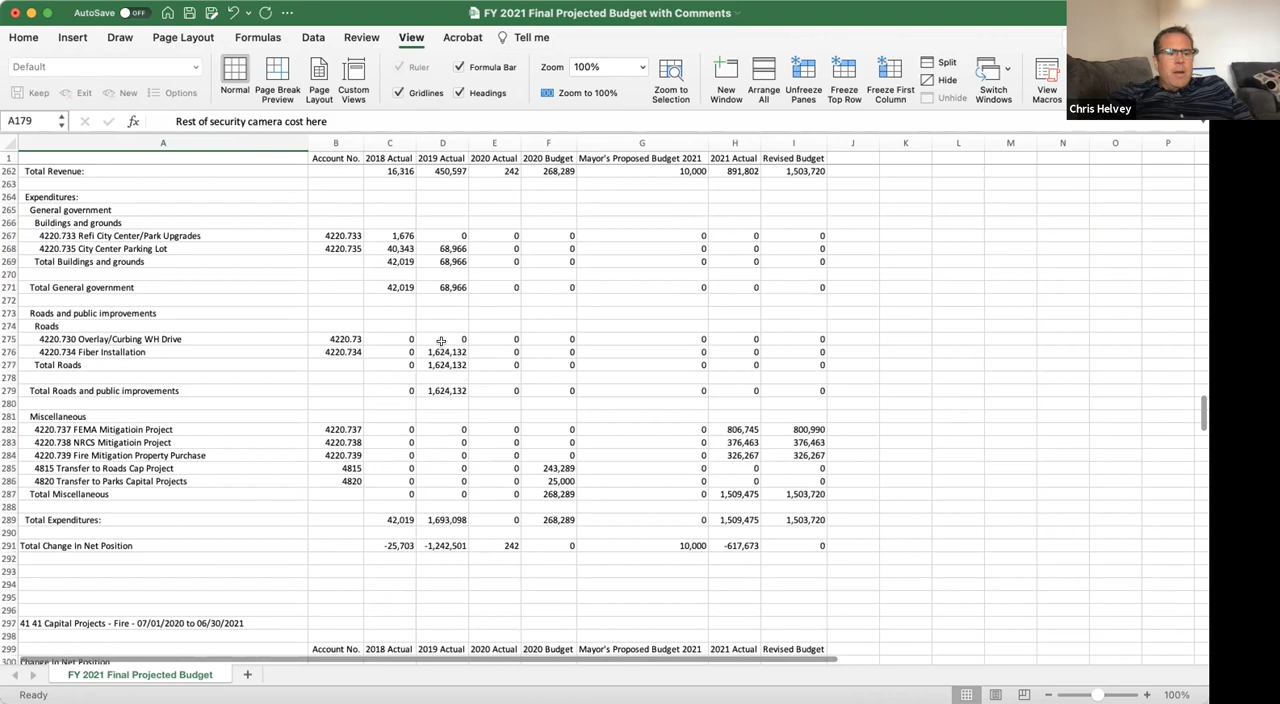 AutoSave OFF ... FY 2021 Final Projected Budget with Comments
Home Insert Draw Page Layout Formulas Data Review View Acrobat Tell me
Default
Keep Exit New Options
Normal Page Break Preview Page Layout Custom Views
Ruler Formula Bar
Gridlines Headings
Zoom 100%
100 Zoom to 100%
Zoom to Selection
New Window Arrange All Unfreeze Panes Freeze Top Row Freeze First Column
Split
Hide
Unhide
Switch Windows View Macros
Chris Helvey
A179 fx Rest of security camera cost here
A B C D E F G H I J K L M N O P
1 Account No. 2018 Actual 2019 Actual 2020 Actual 2020 Budget Mayor's Proposed Budget 2021 2021 Actual Revised Budget
262 Total Revenue: 16,316 450,597 242 268,289 10,000 891,802 1,503,720
263
264 Expenditures:
265 General government
266 Buildings and grounds
267 4220.733 Refi City Center/Park Upgrades 4220.733 1,676 0 0 0 0 0 0
268 4220.735 City Center Parking Lot 4220.735 40,343 68,966 0 0 0 0 0
269 Total Buildings and grounds 42,019 68,966 0 0 0 0 0
270
271 Total General government 42,019 68,966 0 0 0 0 0
272
273 Roads and public improvements
274 Roads
275 4220.730 Overlay/Curbing WH Drive 4220.73 0 0 0 0 0 0 0
276 4220.734 Fiber Installation 4220.734 0 1,624,132 0 0 0 0 0
277 Total Roads 0 1,624,132 0 0 0 0 0
278
279 Total Roads and public improvements 0 1,624,132 0 0 0 0 0
280
281 Miscellaneous
282 4220.737 FEMA Mitigatioin Project 4220.737 0 0 0 0 0 806,745 800,990
283 4220.738 NRCS Mitigatioin Project 4220.738 0 0 0 0 0 376,463 376,463
284 4220.739 Fire Mitigation Property Purchase 4220.739 0 0 0 0 0 326,267 326,267
285 4815 Transfer to Roads Cap Project 4815 0 0 0 243,289 0 0 0
286 4820 Transfer to Parks Capital Projects 4820 0 0 0 25,000 0 0 0
287 Total Miscellaneous 0 0 0 268,289 0 1,509,475 1,503,720
288
289 Total Expenditures: 42,019 1,693,098 0 268,289 0 1,509,475 1,503,720
290
291 Total Change In Net Position -25,703 -1,242,501 242 0 10,000 -617,673 0
292
293
294
295
296
297 41 41 Capital Projects - Fire - 07/01/2020 to 06/30/2021
298
299 Account No. 2018 Actual 2019 Actual 2020 Actual 2020 Budget Mayor's Proposed Budget 2021 2021 Actual Revised Budget
300 Change In Net Position
FY 2021 Final Projected Budget +
Ready 100%